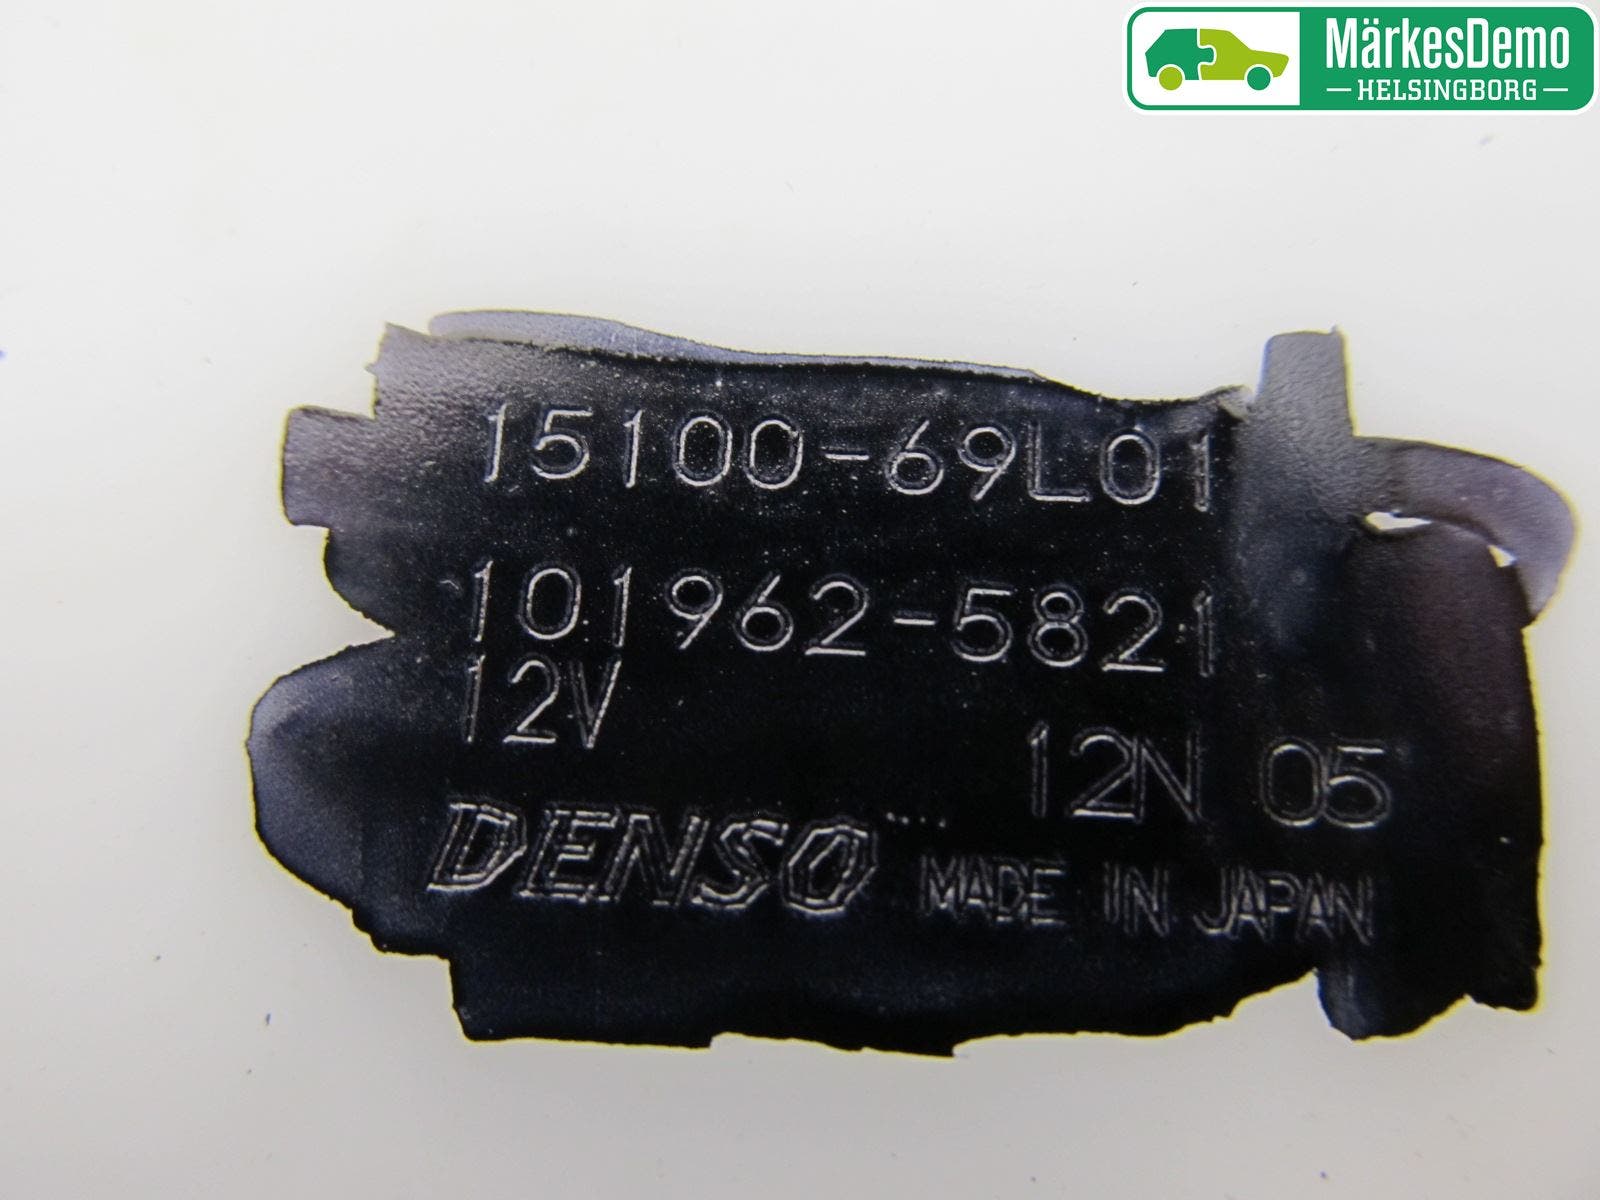 MärkesDemo
HELSINGBORG
15100-69L01
101962-5821
12V
12N 05
DENSO MADE IN JAPAN